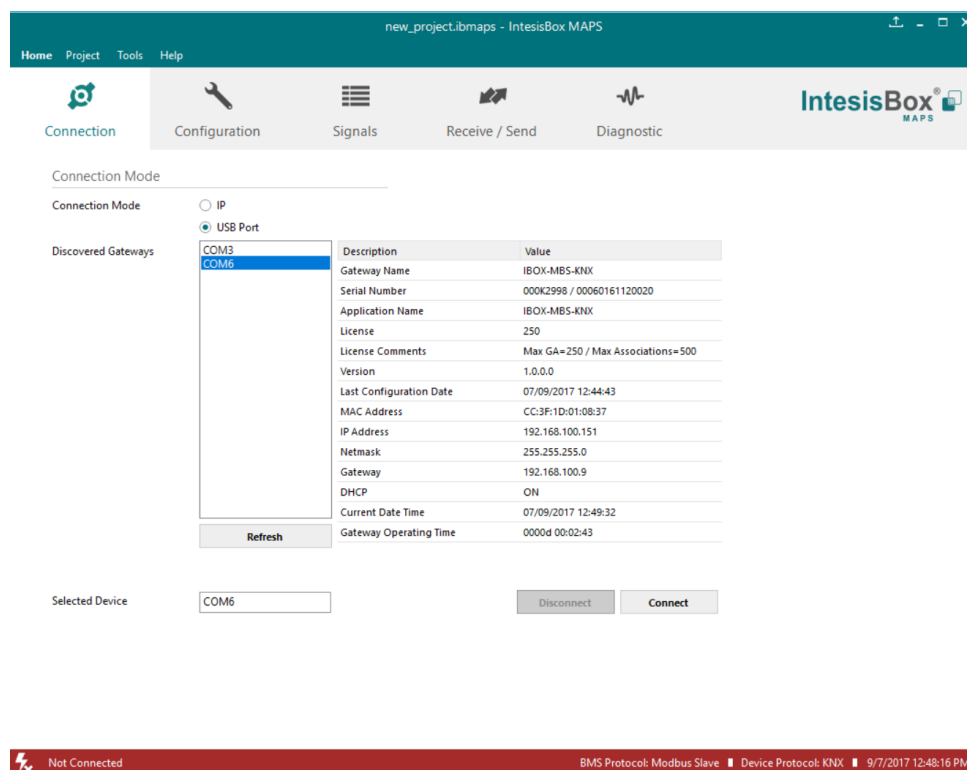 new_project.ibmaps - IntesisBox MAPS
Home Project Tools Help
Connection Configuration Signals Receive / Send Diagnostic
IntesisBox®
MAPS
Connection Mode
Connection Mode IP
USB Port
Discovered Gateways COM3
COM6
Description Value
Gateway Name IBOX-MBS-KNX
Serial Number 000K2998 / 00060161120020
Application Name IBOX-MBS-KNX
License 250
License Comments Max GA=250 / Max Associations=500
Version 1.0.0.0
Last Configuration Date 07/09/2017 12:44:43
MAC Address CC:3F:1D:01:08:37
IP Address 192.168.100.151
Netmask 255.255.255.0
Gateway 192.168.100.9
DHCP ON
Current Date Time 07/09/2017 12:49:32
Gateway Operating Time 0000d 00:02:43
Refresh
Selected Device COM6 Disconnect Connect
Not Connected BMS Protocol: Modbus Slave Device Protocol: KNX 9/7/2017 12:48:16 PM